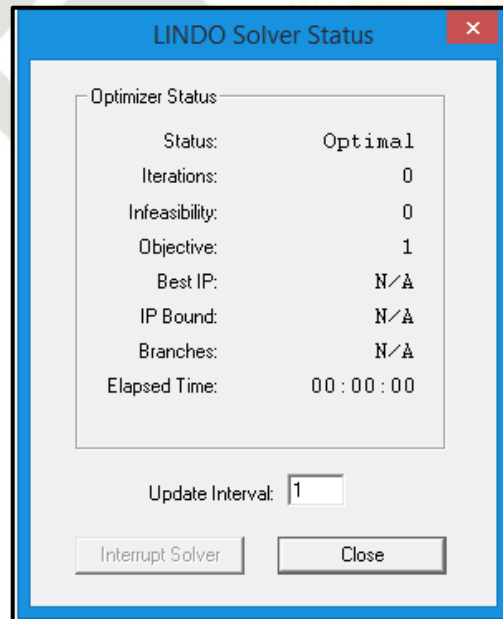 LINDO Solver Status
Optimizer Status
Status: Optimal
Iterations: 0
Infeasibility: 0
Objective: 1
Best IP: N/A
IP Bound: N/A
Branches: N/A
Elapsed Time: 00:00:00
Update Interval: 1
Interrupt Solver Close